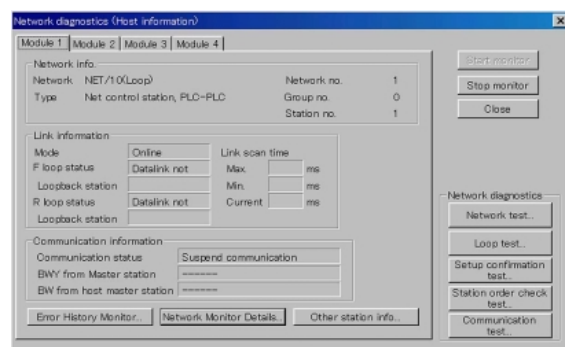 Network diagnostics (Host information)
Module 1 Module 2 Module 3 Module 4
Network info.
Network NET/10(Loop) Network no. 1
Type Net control station, PLC-PLC Group no. 0
Station no. 1
Link information
Mode Online Link scan time
F loop status Datalink not Max. ms
Loopback station Min. ms
R loop status Datalink not Current ms
Loopback station
Communication information
Communication status Suspend communication
BWY from Master station ------
BW from host master station ------
Error History Monitor... Network Monitor Details... Other station info...
Start monitor
Stop monitor
Close
Network diagnostics
Network test...
Loop test...
Setup confirmation
test...
Station order check
test...
Communication
test...